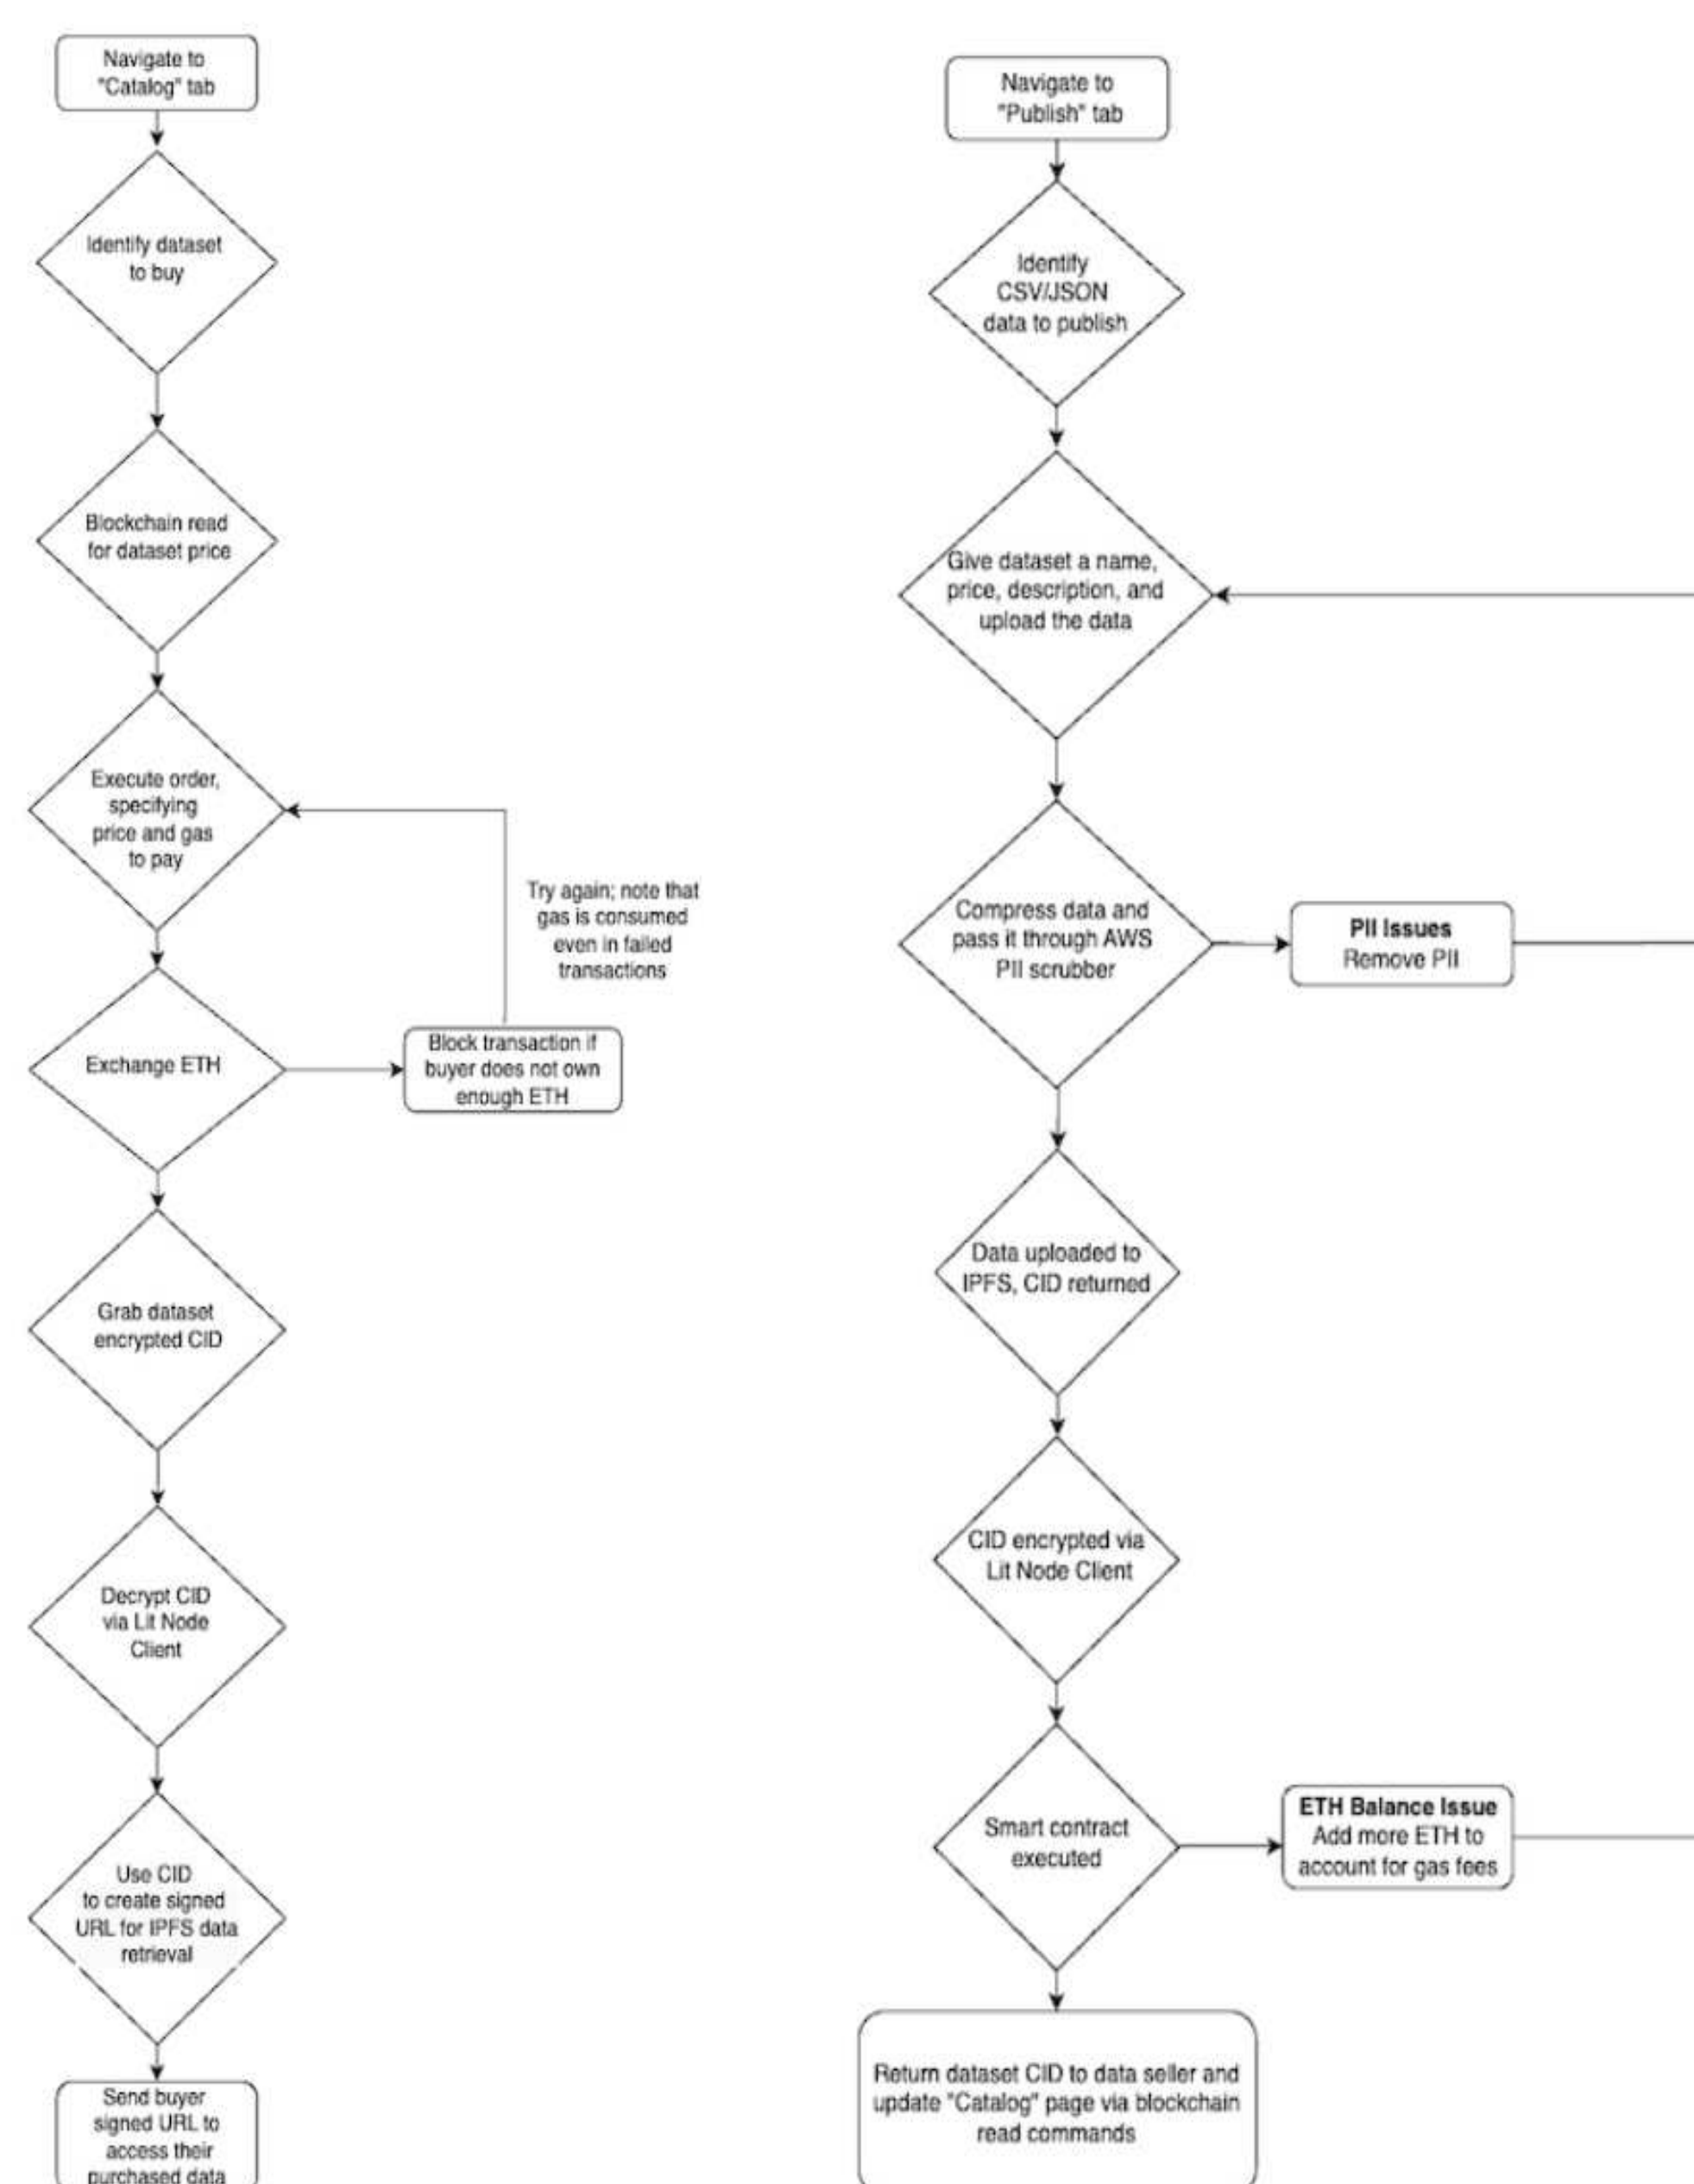 Navigate to
"Catalog" tab
Identify dataset
to buy
Blockchain read
for dataset price
Execute order,
specifying
price and gas
to pay
Try again; note that
gas is consumed
even in failed
transactions
Exchange ETH
Block transaction if
buyer does not own
enough ETH
Grab dataset
encrypted CID
Decrypt CID
via Lit Node
Client
Use CID
to create signed
URL for IPFS data
retrieval
Send buyer
signed URL to
access their
purchased data
Navigate to
"Publish" tab
Identify
CSV/JSON
data to publish
Give dataset a name,
price, description, and
upload the data
Compress data and
pass it through AWS
PII scrubber
PII Issues
Remove PII
Data uploaded to
IPFS, CID returned
CID encrypted via
Lit Node Client
Smart contract
executed
ETH Balance Issue
Add more ETH to
account for gas fees
Return dataset CID to data seller and
update "Catalog" page via blockchain
read commands